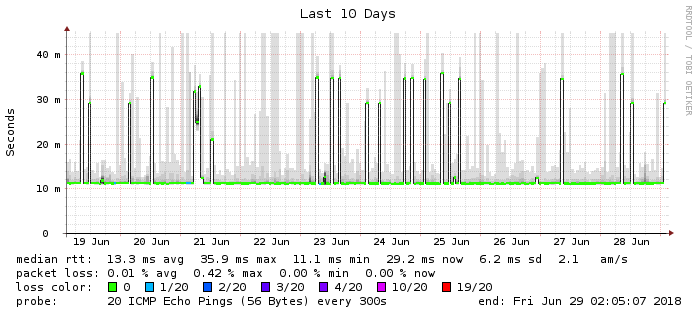 Last 10 Days
RRDTOOL / TOBI OETIKER
Seconds
40 m
30 m
20 m
10 m
0
19 Jun 20 Jun 21 Jun 22 Jun 23 Jun 24 Jun 25 Jun 26 Jun 27 Jun 28 Jun
median rtt: 13.3 ms avg 35.9 ms max 11.1 ms min 29.2 ms now 6.2 ms sd 2.1 am/s
packet loss: 0.01 % avg 0.42 % max 0.00 % min 0.00 % now
loss color: 0 1/20 2/20 3/20 4/20 10/20 19/20
probe: 20 ICMP Echo Pings (56 Bytes) every 300s end: Fri Jun 29 02:05:07 2018